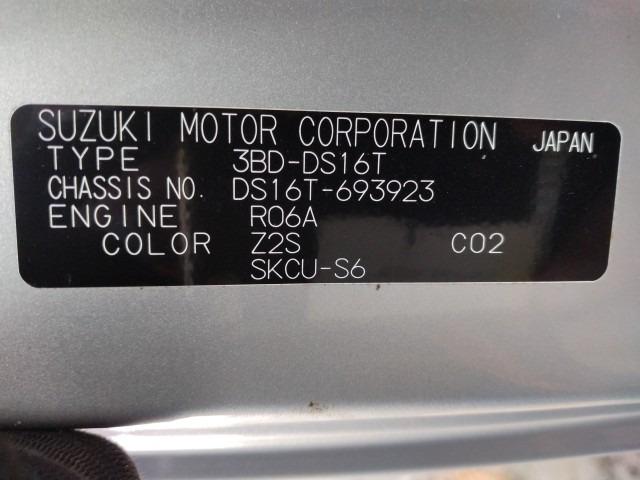 SUZUKI MOTOR CORPORATION JAPAN
TYPE 3BD-DS16T
CHASSIS NO. DS16T-693923
ENGINE R06A
COLOR Z2S C02
SKCU-S6